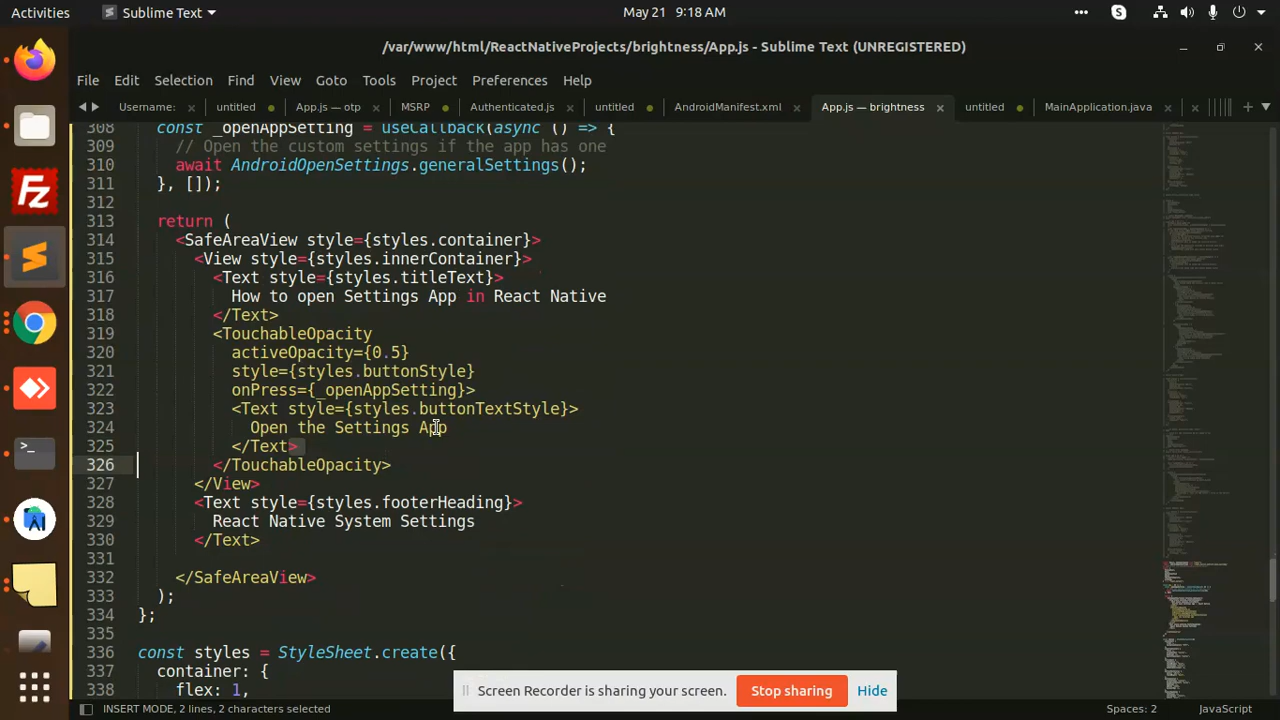 Activities
Sublime Text
May 21 9:18 AM
/var/www/html/ReactNativeProjects/brightness/App.js - Sublime Text (UNREGISTERED)
File Edit Selection Find View Goto Tools Project Preferences Help
Username: untitled App.js — otp MSRP Authenticated.js untitled AndroidManifest.xml App.js — brightness untitled MainApplication.java
308 const _openAppSetting = useCallback(async () => {
309 // Open the custom settings if the app has one
310 await AndroidOpenSettings.generalSettings();
311 }, []);
312
313 return (
314 <SafeAreaView style={styles.container}>
315 <View style={styles.innerContainer}>
316 <Text style={styles.titleText}>
317 How to open Settings App in React Native
318 </Text>
319 <TouchableOpacity
320 activeOpacity={0.5}
321 style={styles.buttonStyle}
322 onPress={_openAppSetting}>
323 <Text style={styles.buttonTextStyle}>
324 Open the Settings App
325 </Text>
326 </TouchableOpacity>
327 </View>
328 <Text style={styles.footerHeading}>
329 React Native System Settings
330 </Text>
331
332 </SafeAreaView>
333 );
334 };
335
336 const styles = StyleSheet.create({
337 container: {
338 flex: 1,
Screen Recorder is sharing your screen. Stop sharing Hide
INSERT MODE, 2 lines, 2 characters selected
Spaces: 2
JavaScript